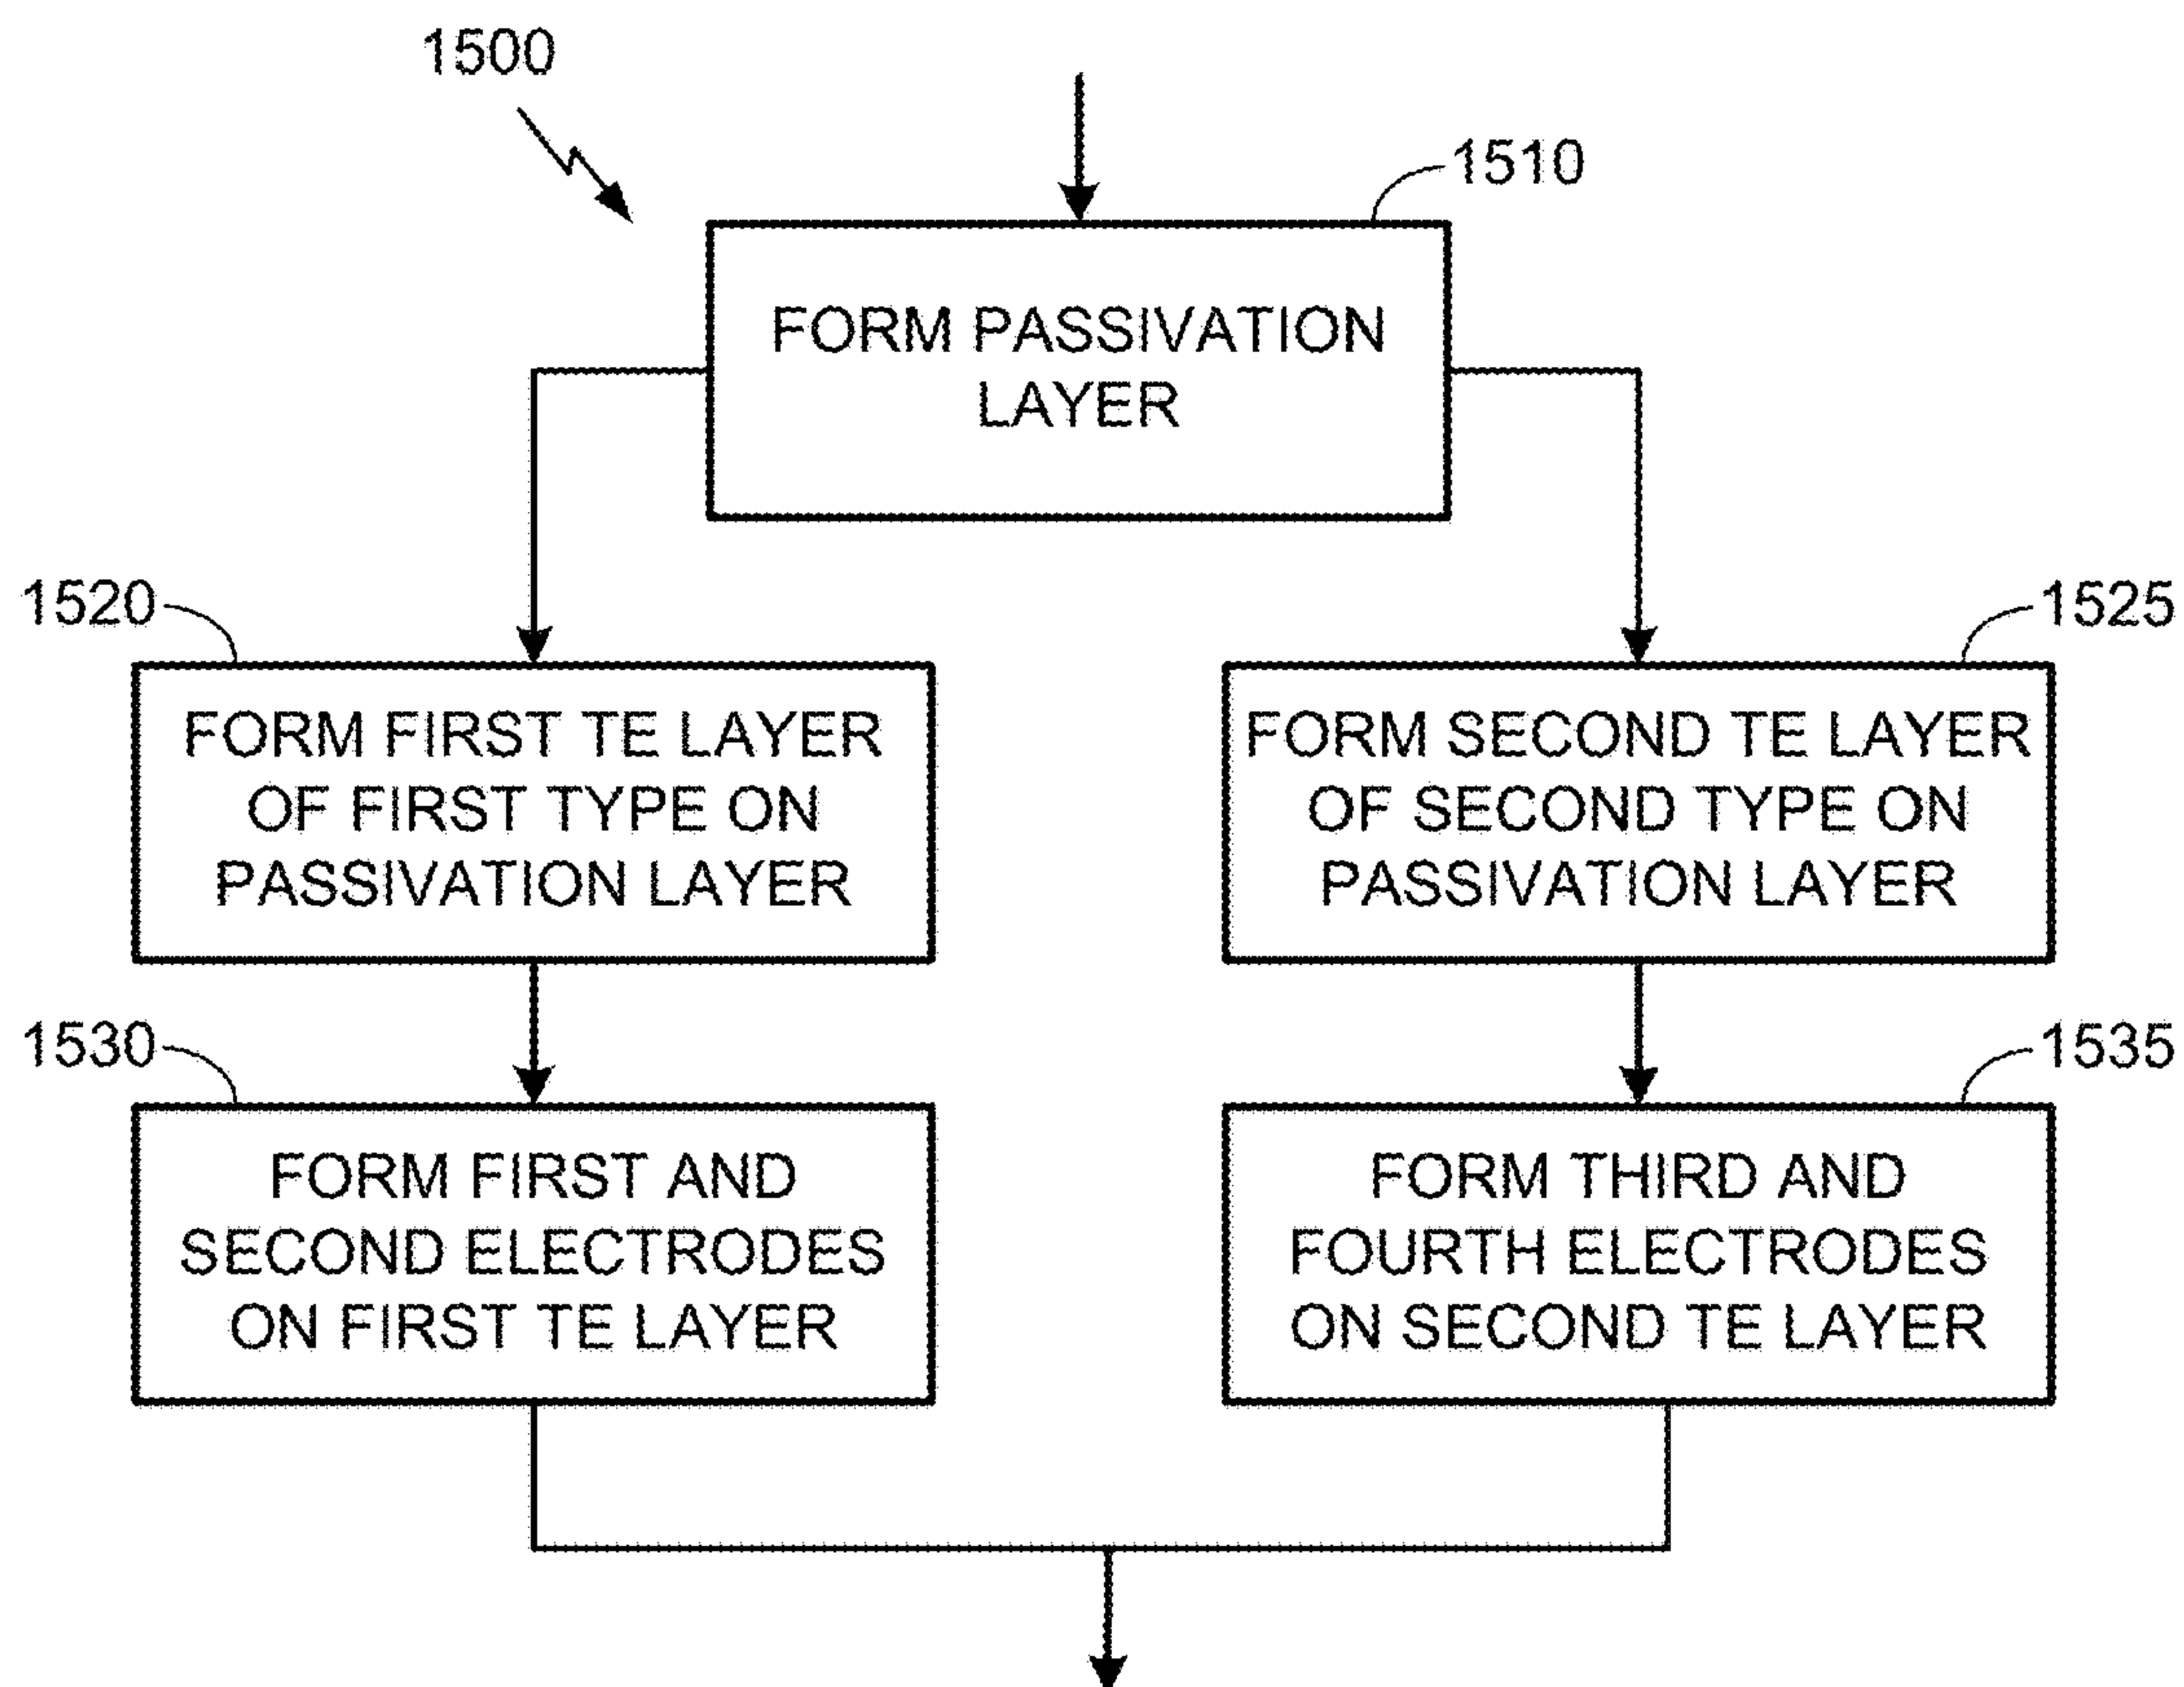 1500
1510
FORM PASSIVATION
LAYER
1520
FORM FIRST TE LAYER
OF FIRST TYPE ON
PASSIVATION LAYER
1525
FORM SECOND TE LAYER
OF SECOND TYPE ON
PASSIVATION LAYER
1530
FORM FIRST AND
SECOND ELECTRODES
ON FIRST TE LAYER
1535
FORM THIRD AND
FOURTH ELECTRODES
ON SECOND TE LAYER